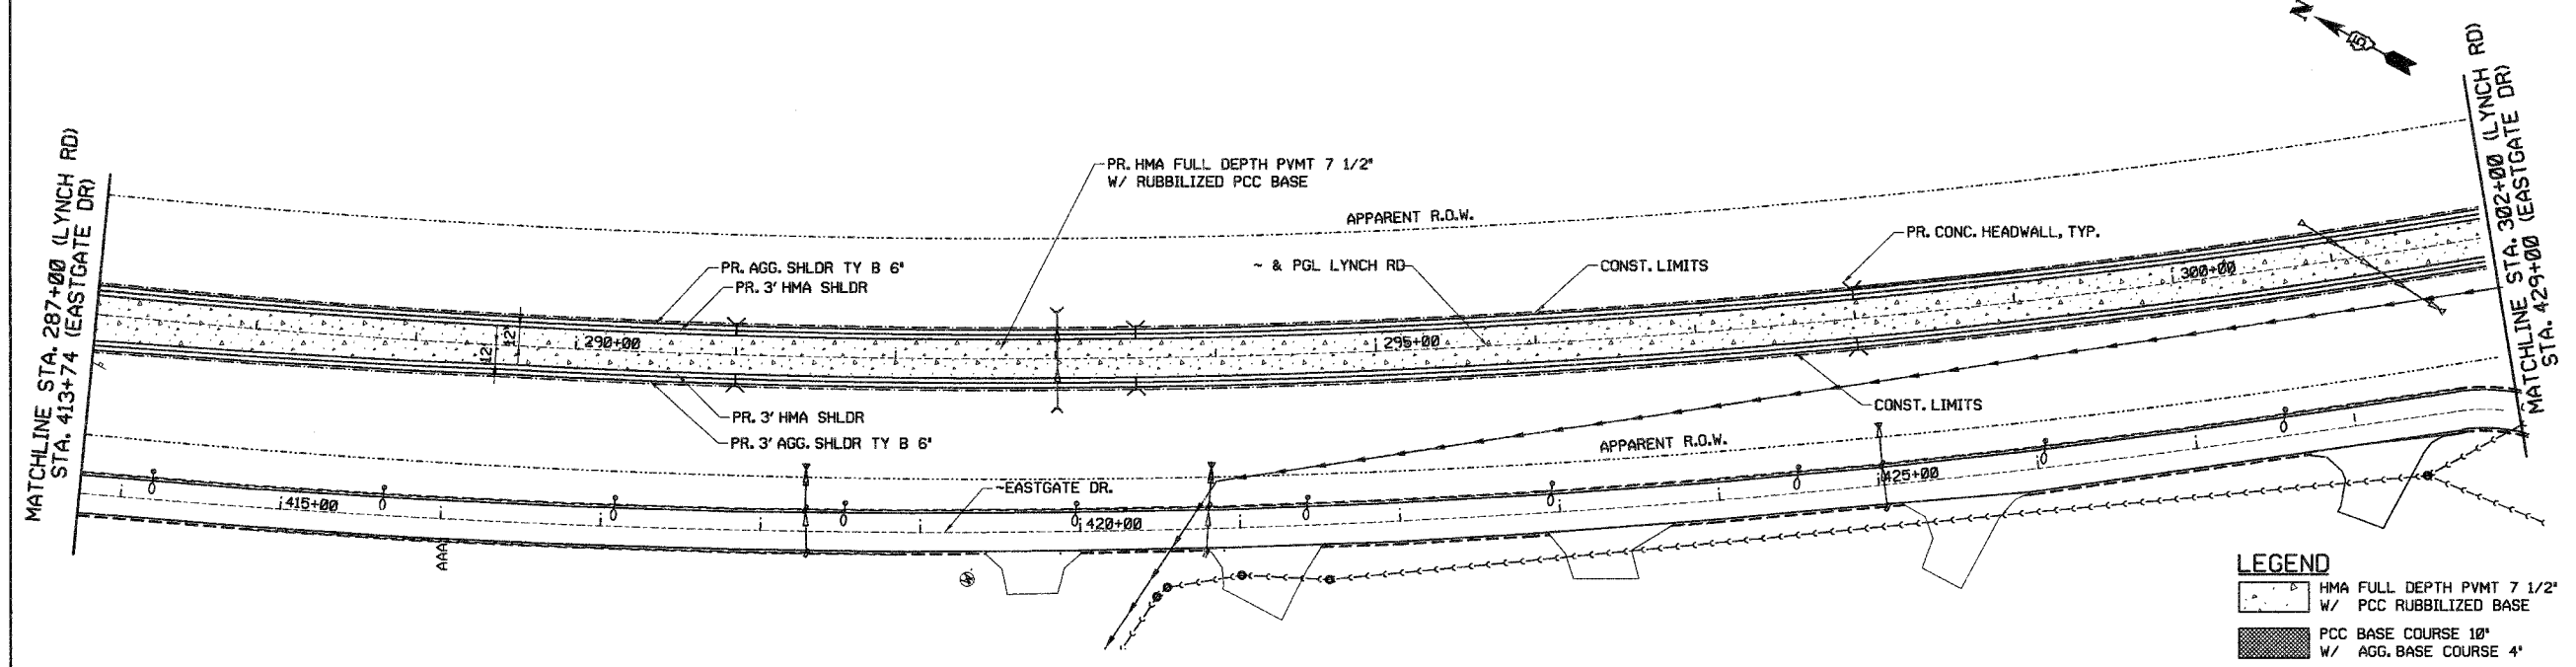 N
MATCHLINE STA. 287+00 (LYNCH RD)
STA. 413+74 (EASTGATE DR)
PR. HMA FULL DEPTH PVMT 7 1/2"
W/ RUBBILIZED PCC BASE
APPARENT R.O.W.
PR. CONC. HEADWALL, TYP.
PR. AGG. SHLDR TY B 6"
PR. 3' HMA SHLDR
~ & PGL LYNCH RD
CONST. LIMITS
300+00
12'
12'
290+00
295+00
PR. 3' HMA SHLDR
PR. 3' AGG. SHLDR TY B 6"
CONST. LIMITS
APPARENT R.O.W.
415+00
~EASTGATE DR.
420+00
425+00
AAA
MATCHLINE STA. 302+00 (LYNCH RD)
STA. 429+00 (EASTGATE DR)
LEGEND
HMA FULL DEPTH PVMT 7 1/2"
W/ PCC RUBBILIZED BASE
PCC BASE COURSE 10"
W/ AGG. BASE COURSE 4"